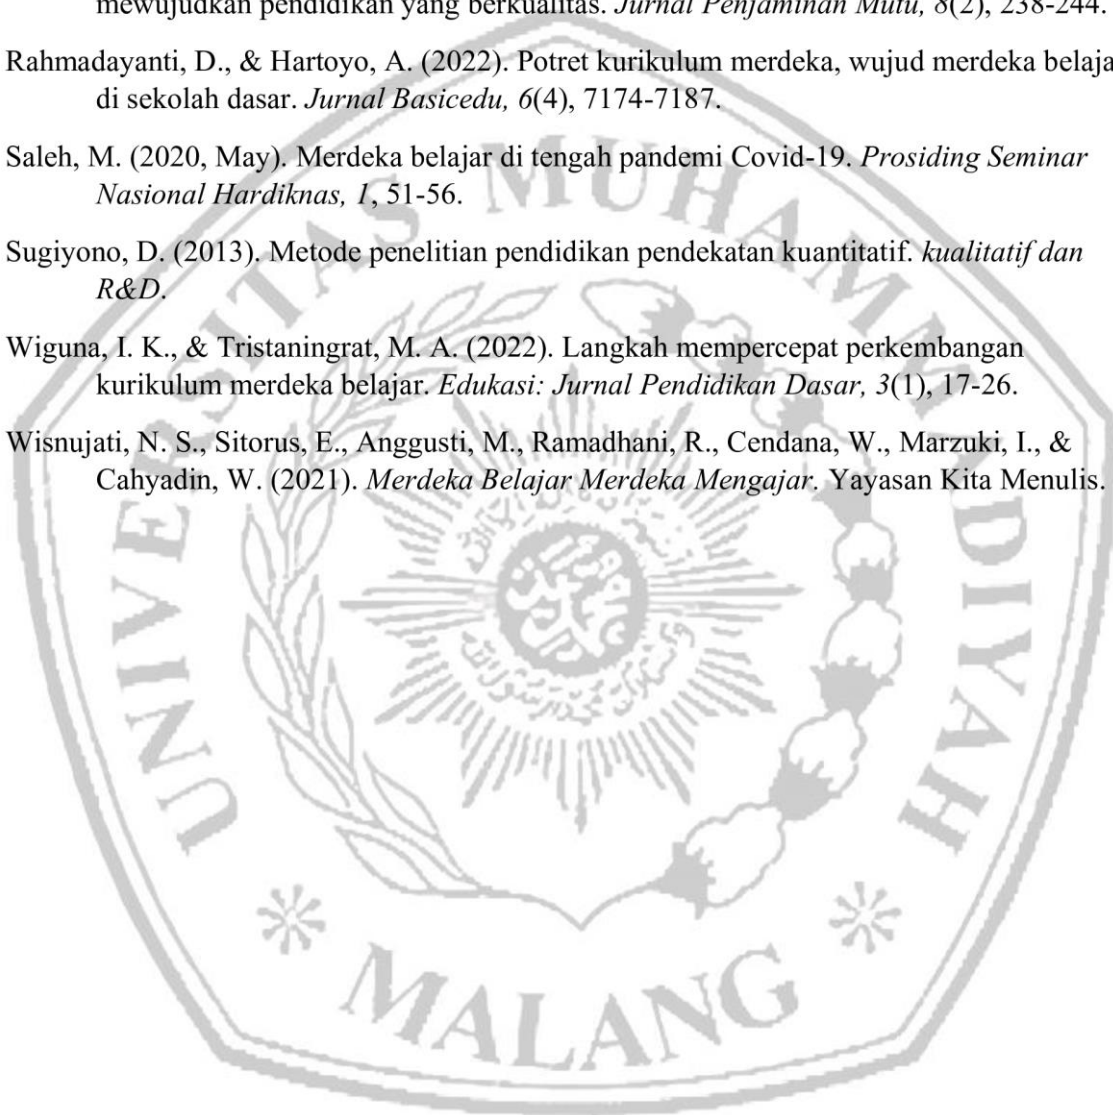 mewujudkan pendidikan yang berkualitas. Jurnal Penjaminan Mutu, 8(2), 238-244.
Rahmadayanti, D., & Hartoyo, A. (2022). Potret kurikulum merdeka, wujud merdeka belaja
di sekolah dasar. Jurnal Basicedu, 6(4), 7174-7187.
Saleh, M. (2020, May). Merdeka belajar di tengah pandemi Covid-19. Prosiding Seminar
Nasional Hardiknas, 1, 51-56.
Sugiyono, D. (2013). Metode penelitian pendidikan pendekatan kuantitatif. kualitatif dan
R&D.
Wiguna, I. K., & Tristaningrat, M. A. (2022). Langkah mempercepat perkembangan
kurikulum merdeka belajar. Edukasi: Jurnal Pendidikan Dasar, 3(1), 17-26.
Wisnujati, N. S., Sitorus, E., Anggusti, M., Ramadhani, R., Cendana, W., Marzuki, I., &
Cahyadin, W. (2021). Merdeka Belajar Merdeka Mengajar. Yayasan Kita Menulis.
UNIVERSITAS MUHAMMADIYAH
MALANG